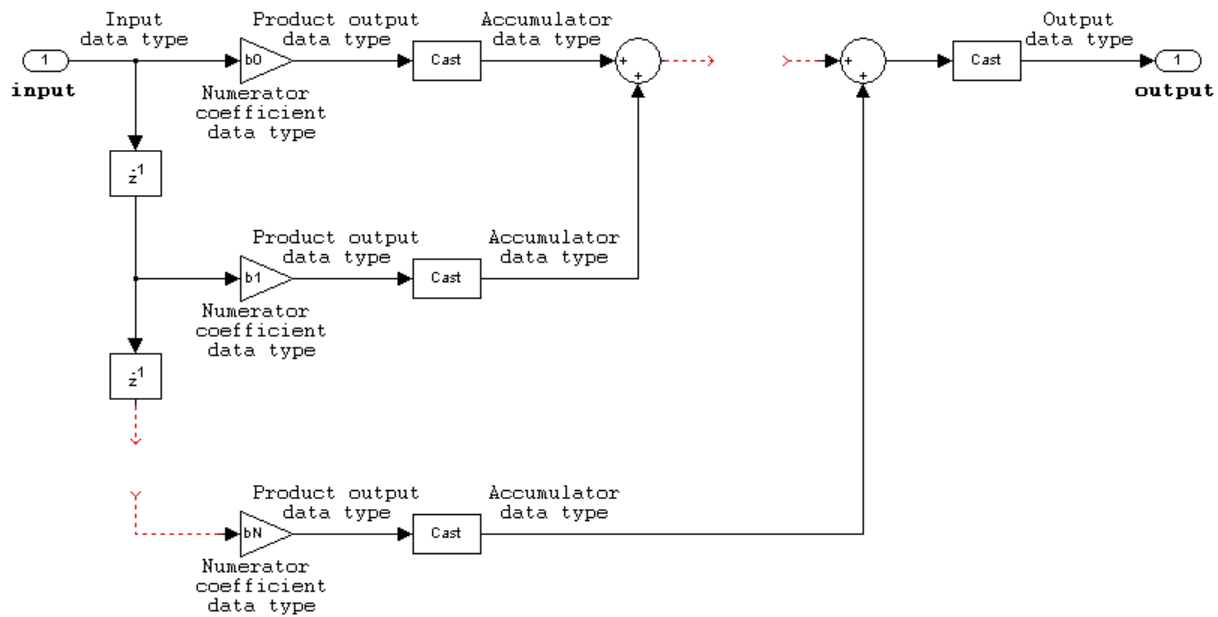 Input
data type
Product output
data type
Accumulator
data type
Output
data type
1
input
b0
Cast
+
+
+
+
Cast
1
output
Numerator
coefficient
data type
z-1
Product output
data type
Accumulator
data type
b1
Cast
Numerator
coefficient
data type
z-1
Product output
data type
Accumulator
data type
bN
Cast
Numerator
coefficient
data type